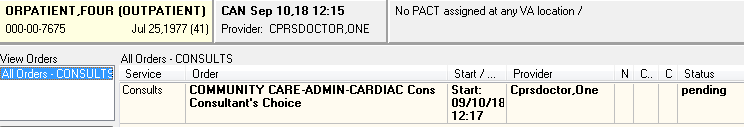 ORPATIENT,FOUR (OUTPATIENT)
000-00-7675 Jul 25,1977 (41)
CAN Sep 10,18 12:15
Provider: CPRSDOCTOR,ONE
No PACT assigned at any VA location /
View Orders
All Orders - CONSULTS
All Orders - CONSULTS
Service Order Start / ... Provider N C.. C Status
Consults COMMUNITY CARE-ADMIN-CARDIAC Cons Start: Cprsdoctor,One pending
Consultant's Choice 09/10/18
12:17